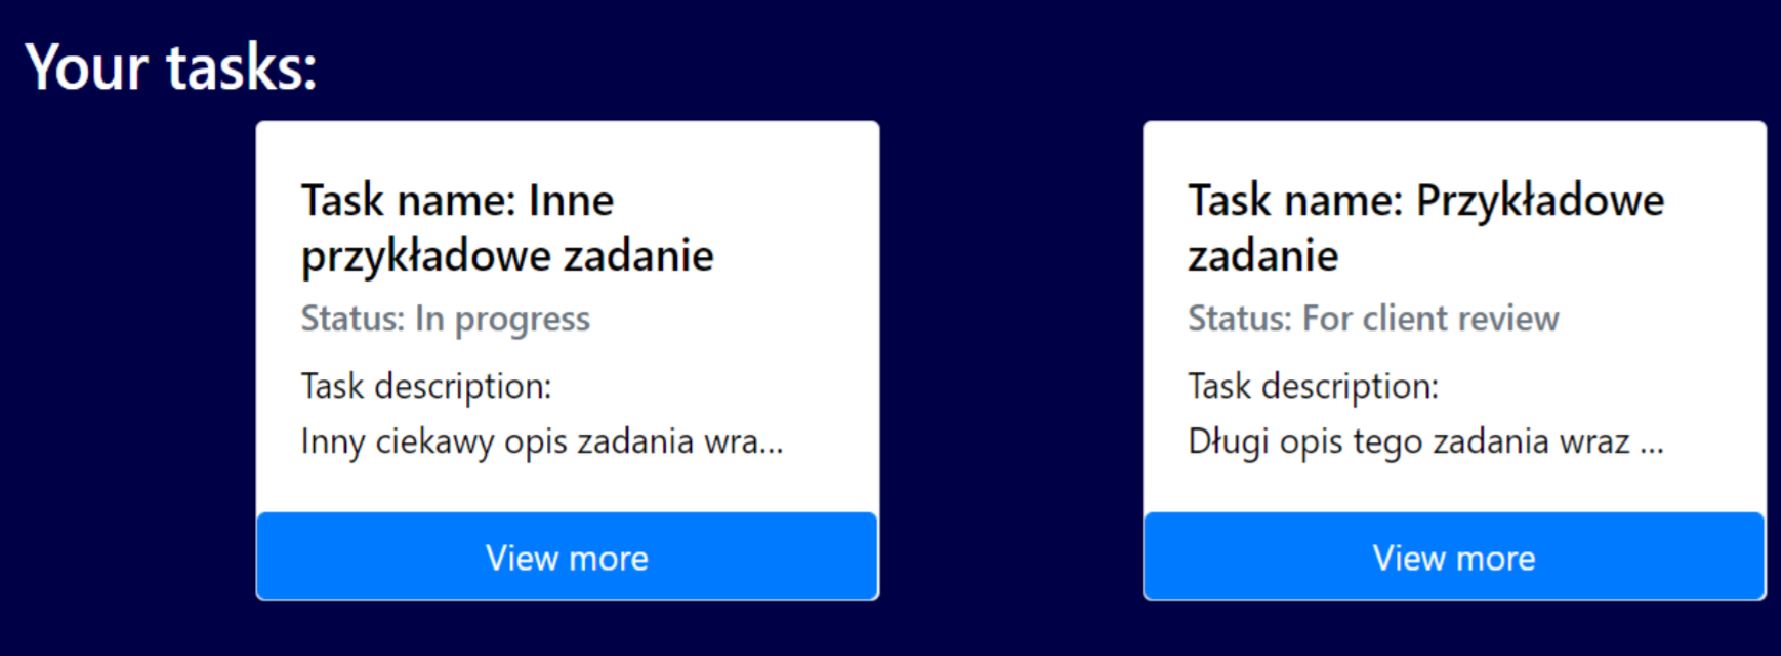 Your tasks:
Task name: Inne
przykładowe zadanie
Status: In progress
Task description:
Inny ciekawy opis zadania wra...
View more
Task name: Przykładowe
zadanie
Status: For client review
Task description:
Długi opis tego zadania wraz ...
View more